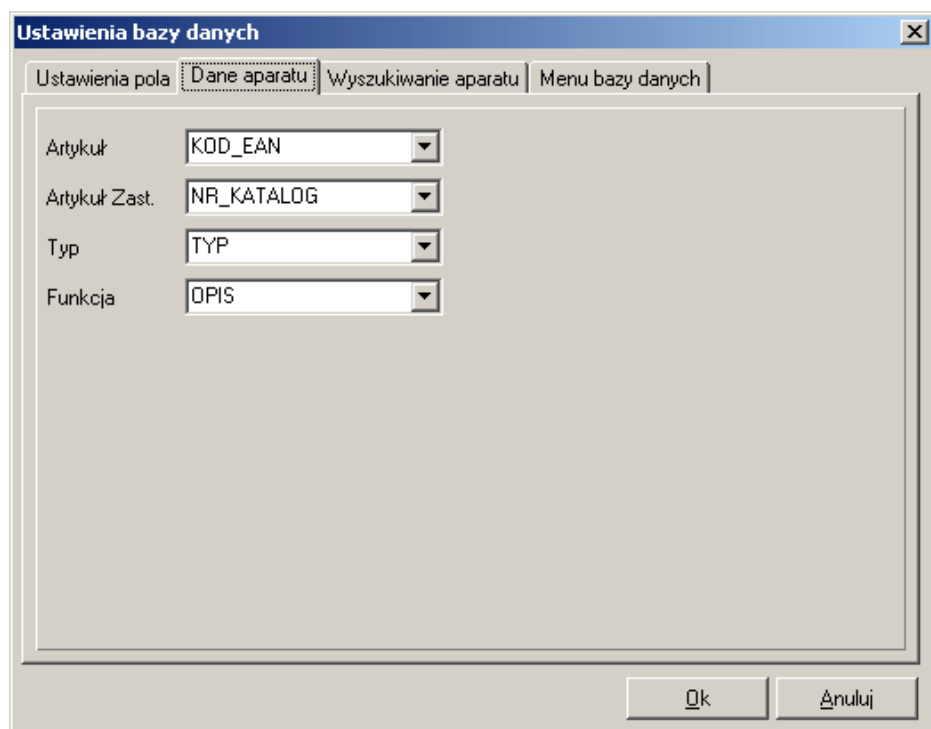 Ustawienia bazy danych
Ustawienia pola Dane aparatu Wyszukiwanie aparatu Menu bazy danych
Artykuł KOD_EAN
Artykuł Zast. NR_KATALOG
Typ TYP
Funkcja OPIS
Ok Anuluj